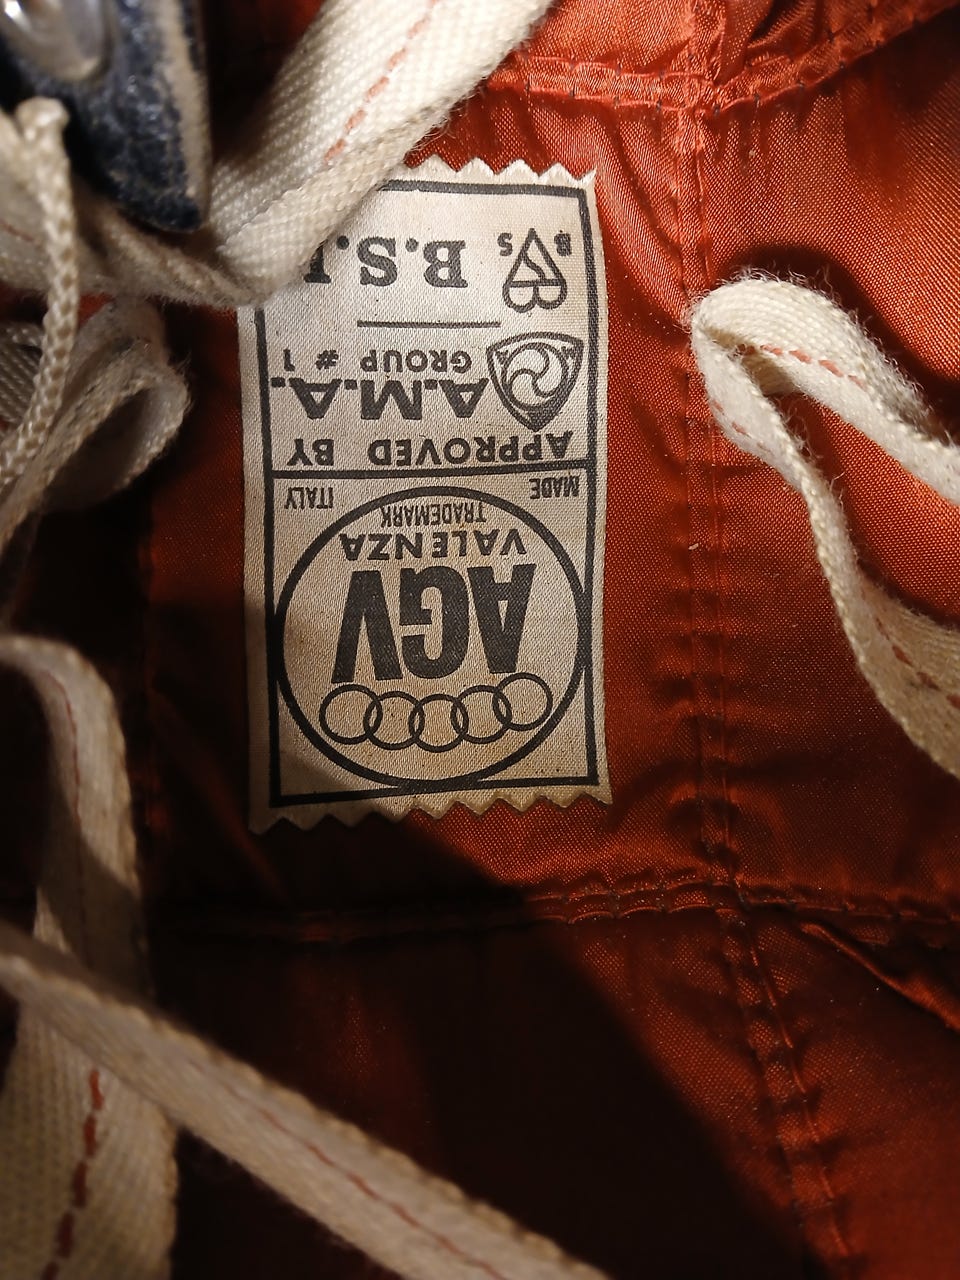 AGV
VALENZA
TRADEMARK
MADE ITALY
APPROVED BY
A.M.A.
GROUP # 1
B S B.S.I